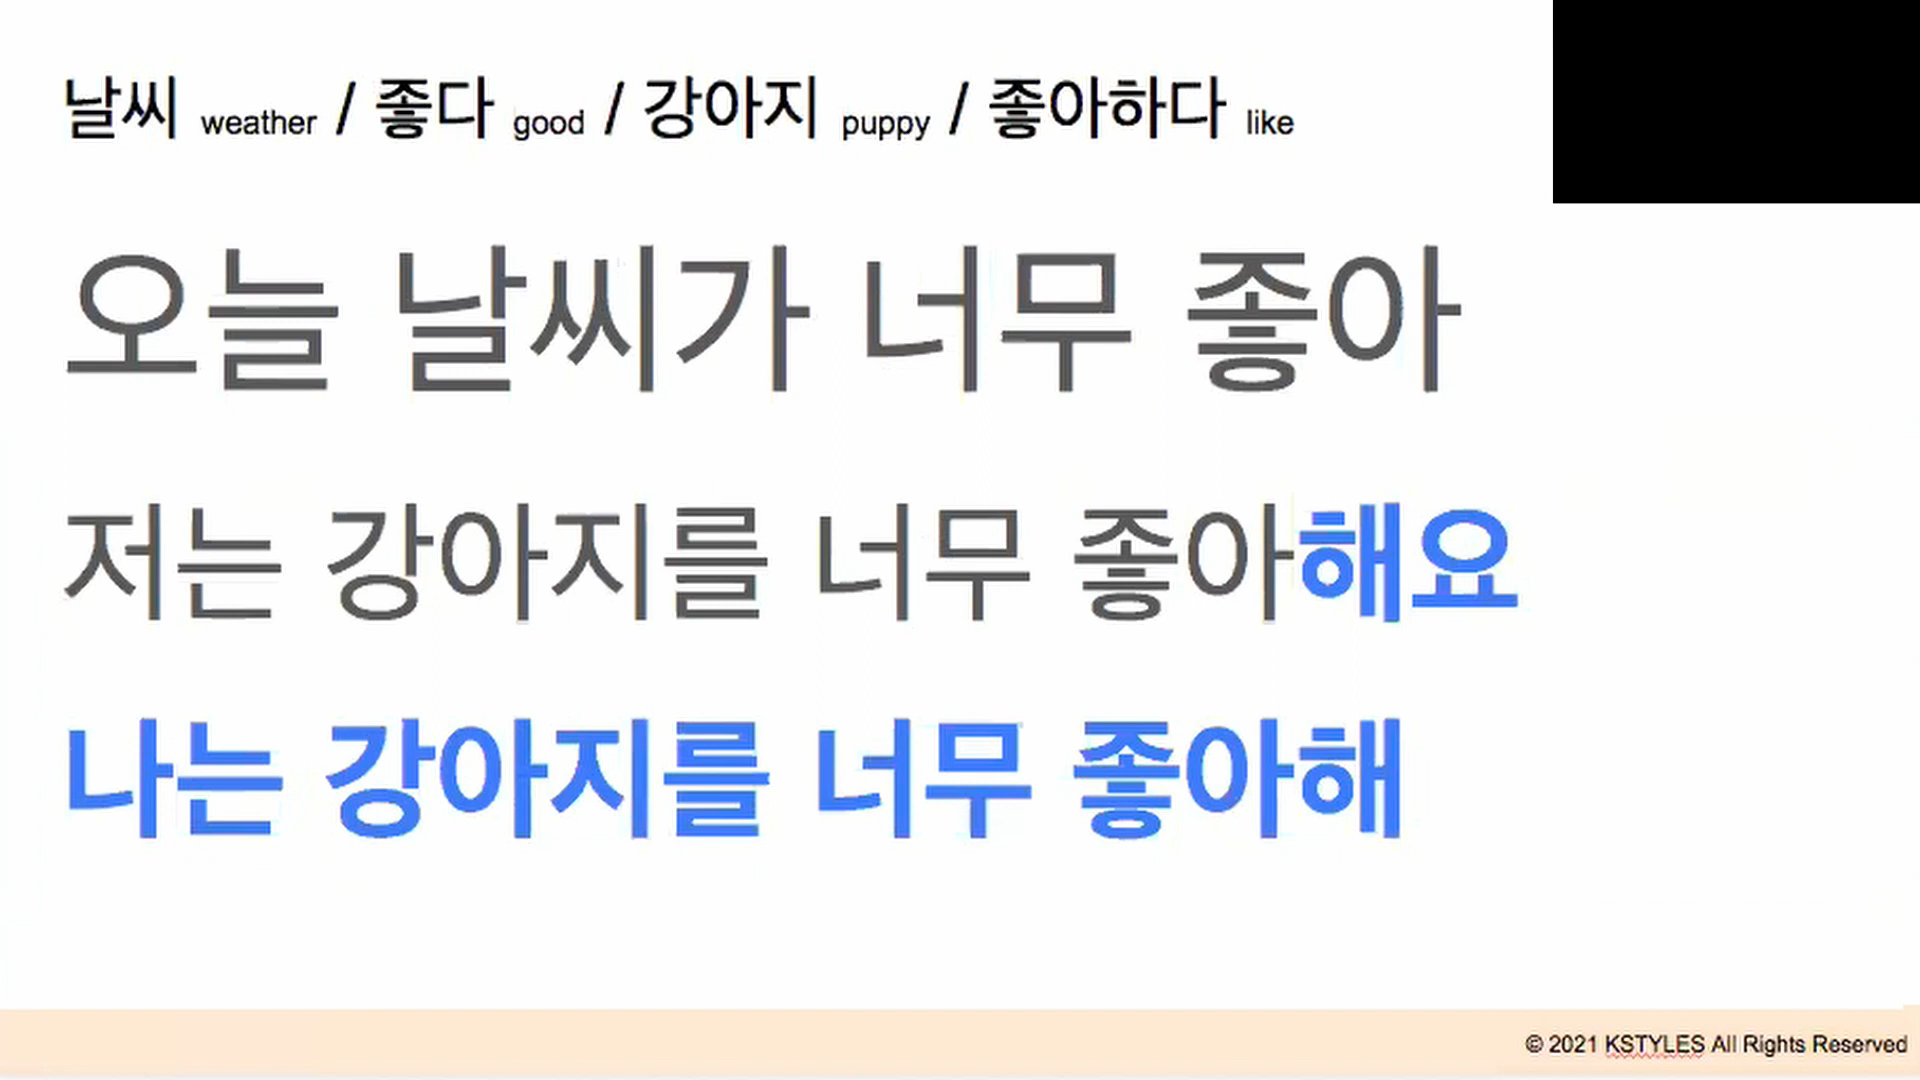 날씨 weather / 좋다 good / 강아지 puppy / 좋아하다 like
오늘 날씨가 너무 좋아
저는 강아지를 너무 좋아해요
나는 강아지를 너무 좋아해
© 2021 KSTYLES All Rights Reserved